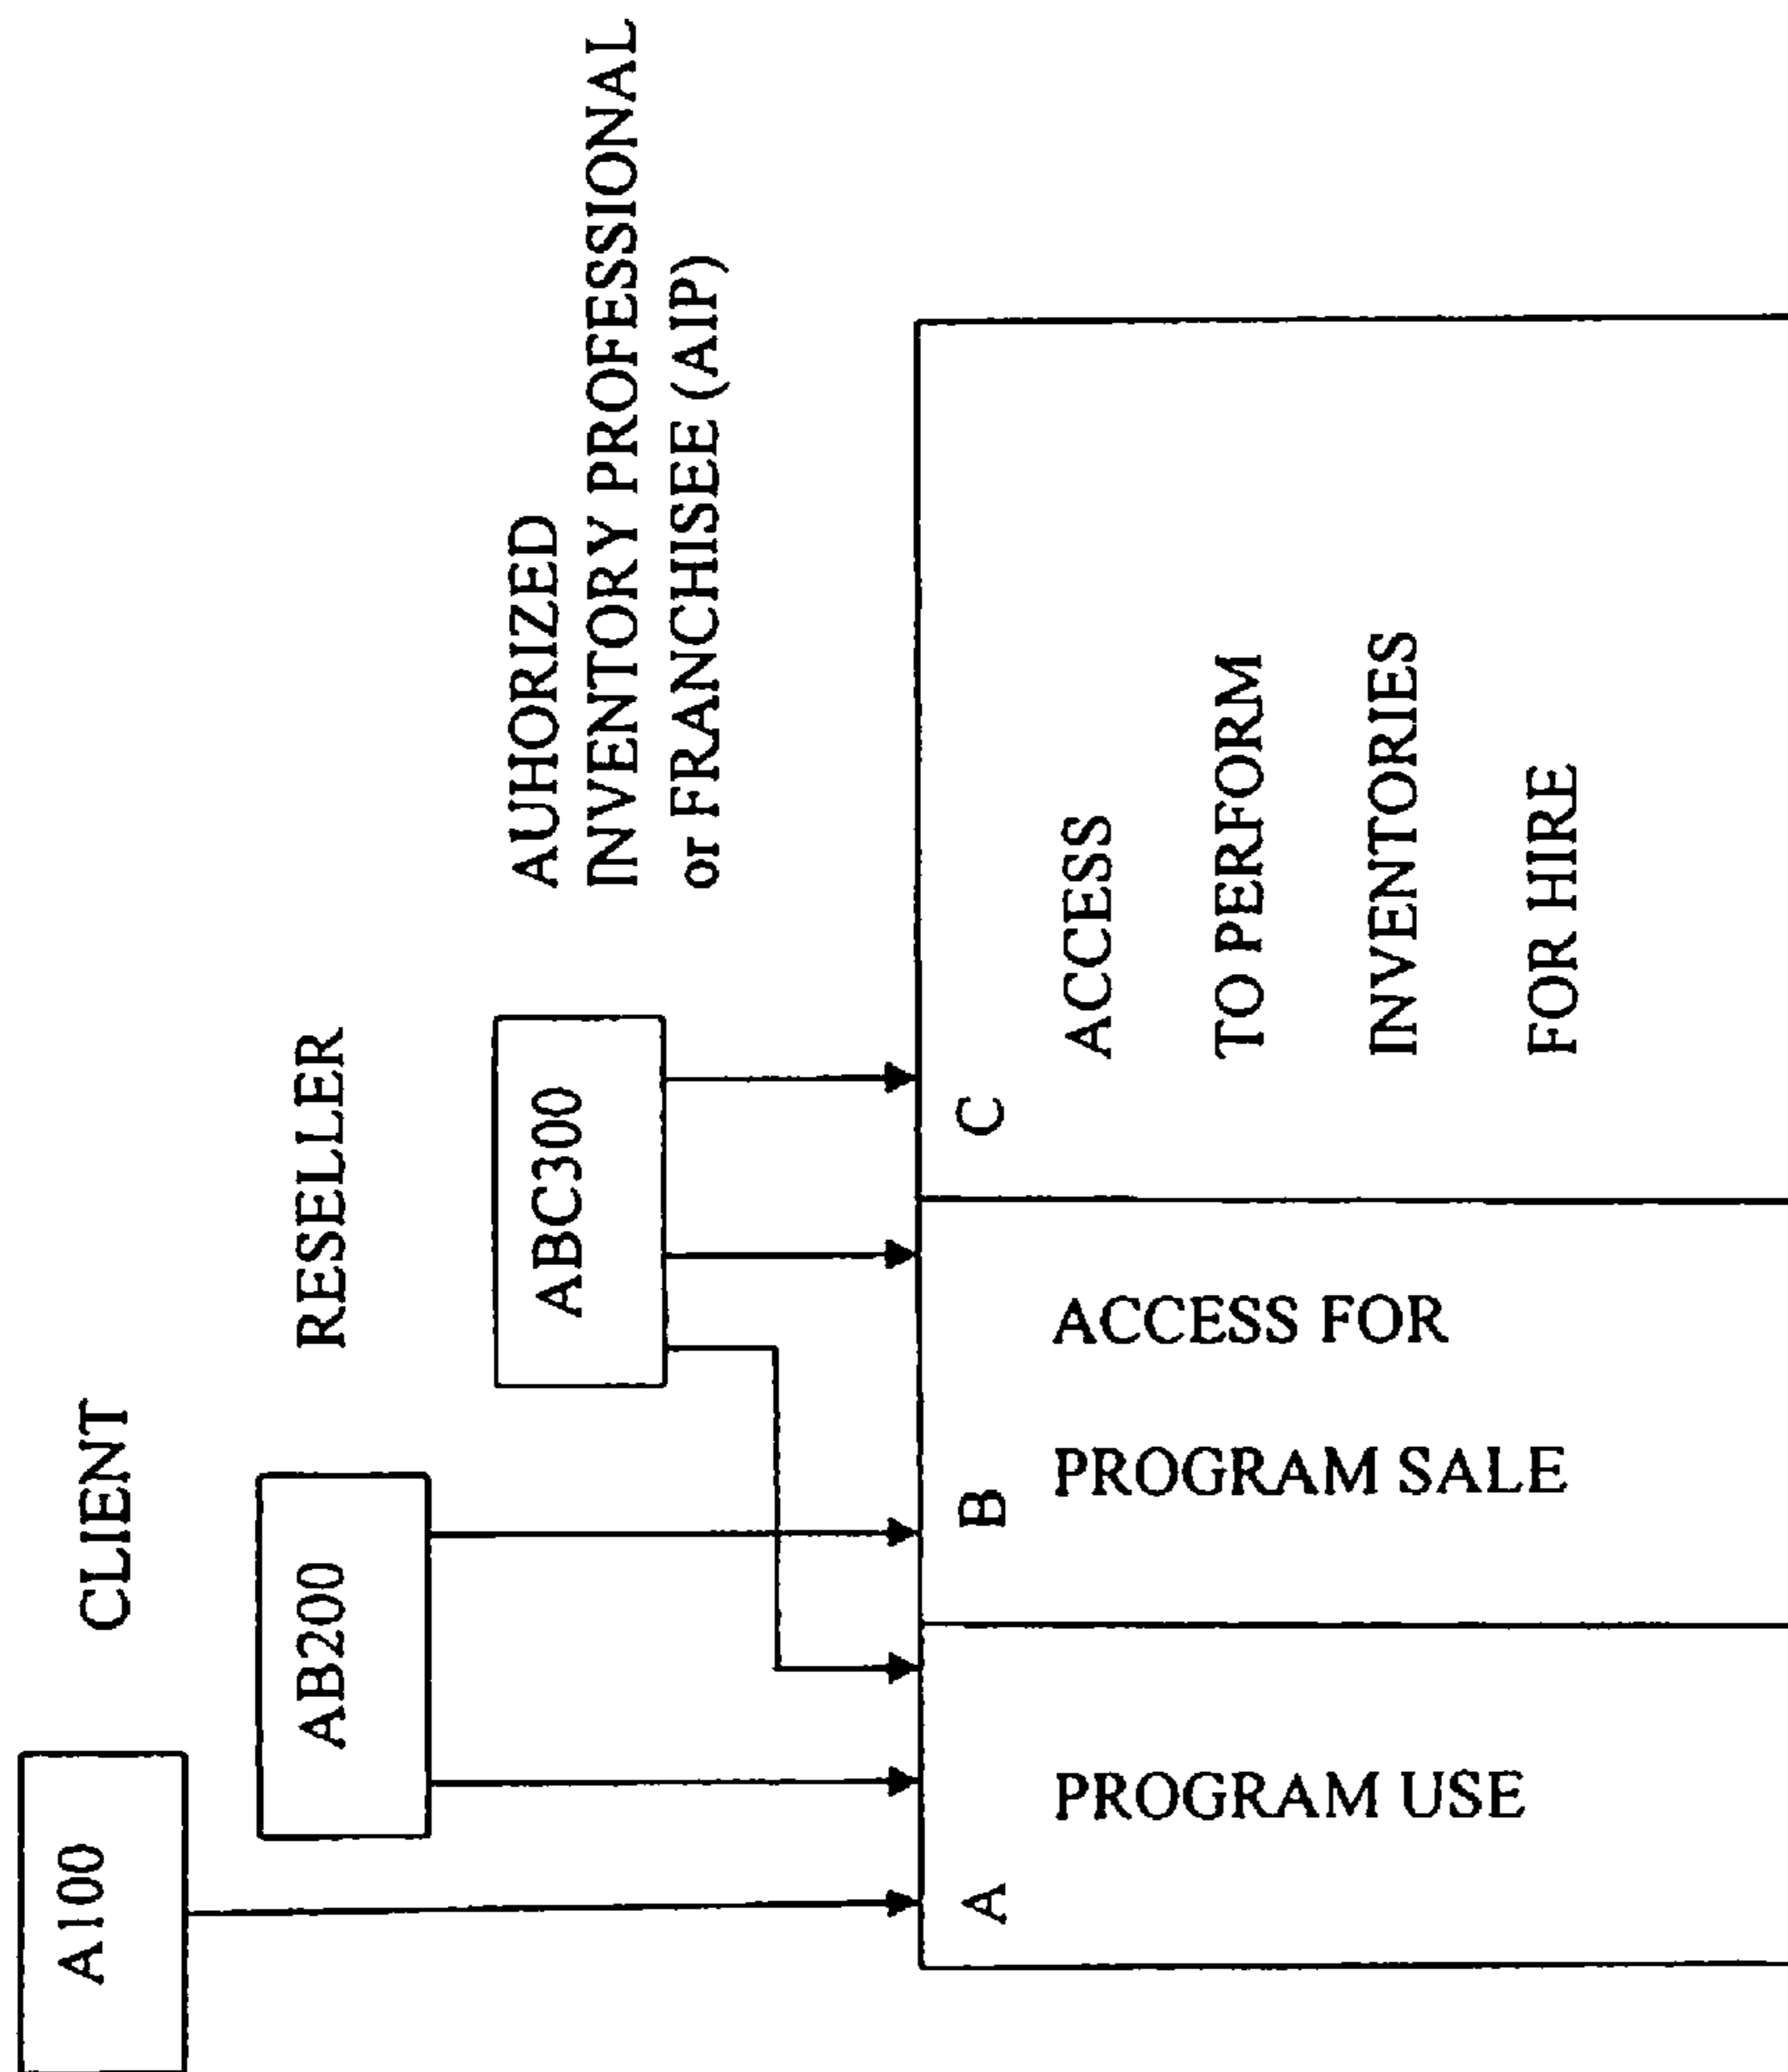 A100
CLIENT
AB200
RESELLER
ABC300
AUHORIZED
INVENTORY PROFESSIONAL
or FRANCHISEE (AIP)
A
PROGRAM USE
B
ACCESS FOR
PROGRAM SALE
C
ACCESS
TO PERFORM
INVENTORIES
FOR HIRE